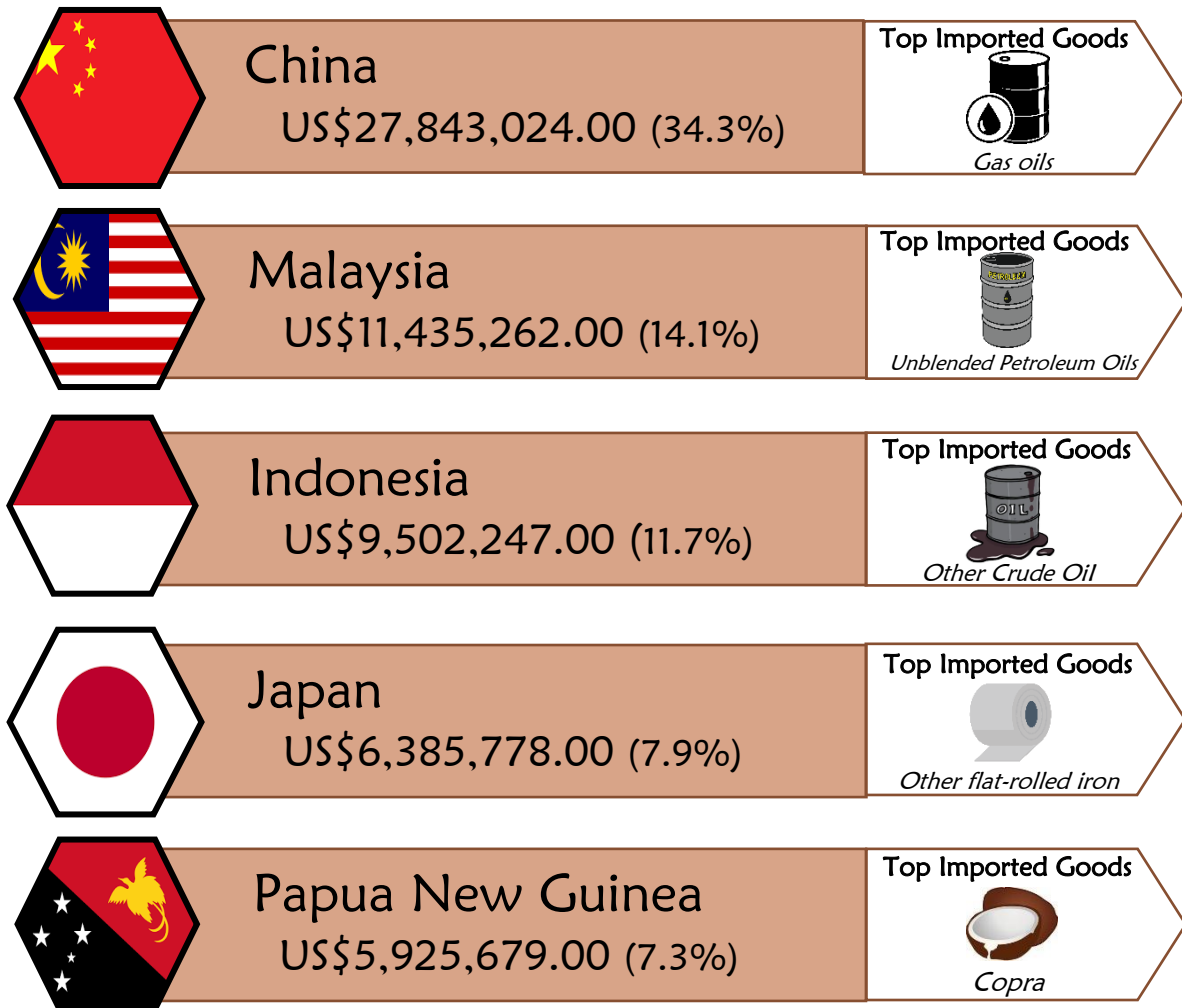 China
US$27,843,024.00 (34.3%)
Top Imported Goods
Gas oils
Malaysia
US$11,435,262.00 (14.1%)
Top Imported Goods
PETROLEUM
Unblended Petroleum Oils
Indonesia
US$9,502,247.00 (11.7%)
Top Imported Goods
OIL
Other Crude Oil
Japan
US$6,385,778.00 (7.9%)
Top Imported Goods
Other flat-rolled iron
Papua New Guinea
US$5,925,679.00 (7.3%)
Top Imported Goods
Copra